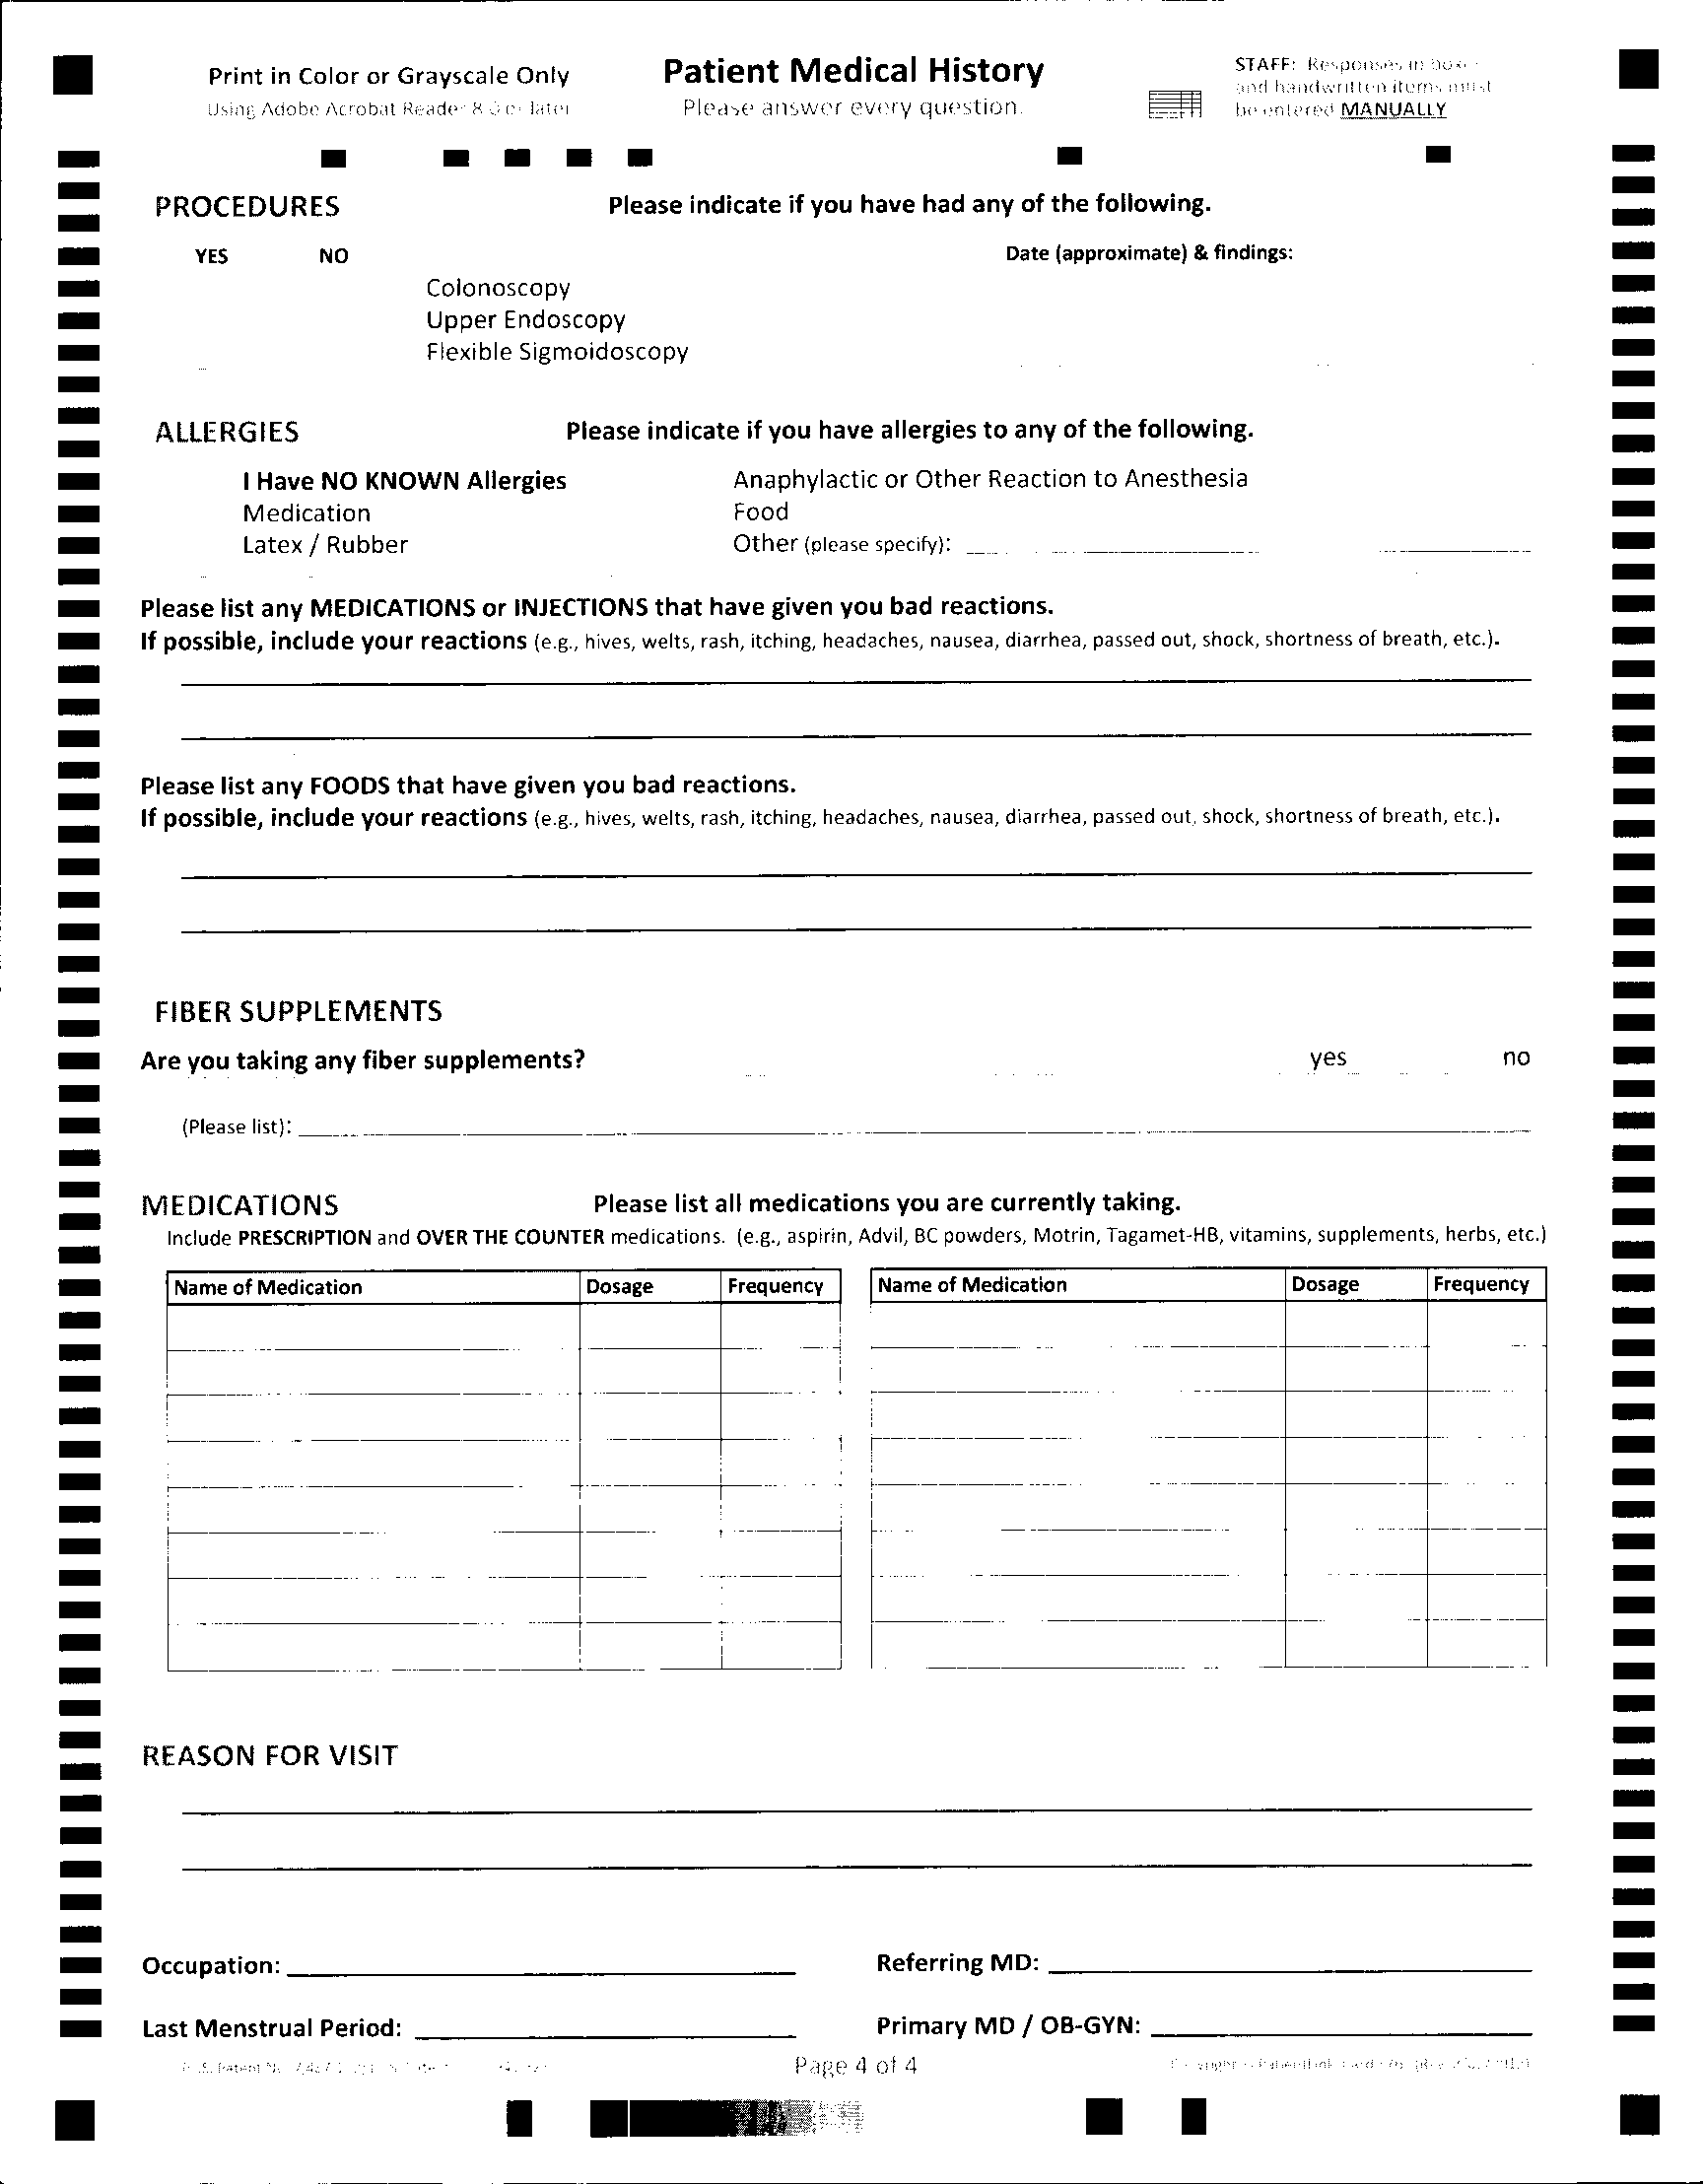 Print in Color or Grayscale Only
Using Adobe Acrobat Reader 8.0 or later
Patient Medical History
Please answer every question.
STAFF: Responses in box
and handwritten items must
be entered MANUALLY
PROCEDURES Please indicate if you have had any of the following.
YES NO Date (approximate) & findings:
Colonoscopy
Upper Endoscopy
Flexible Sigmoidoscopy
ALLERGIES Please indicate if you have allergies to any of the following.
I Have NO KNOWN Allergies Anaphylactic or Other Reaction to Anesthesia
Medication Food
Latex / Rubber Other (please specify):
Please list any MEDICATIONS or INJECTIONS that have given you bad reactions.
If possible, include your reactions (e.g., hives, welts, rash, itching, headaches, nausea, diarrhea, passed out, shock, shortness of breath, etc.).
Please list any FOODS that have given you bad reactions.
If possible, include your reactions (e.g., hives, welts, rash, itching, headaches, nausea, diarrhea, passed out, shock, shortness of breath, etc.).
FIBER SUPPLEMENTS
Are you taking any fiber supplements? yes no
(Please list):
MEDICATIONS Please list all medications you are currently taking.
Include PRESCRIPTION and OVER THE COUNTER medications. (e.g., aspirin, Advil, BC powders, Motrin, Tagamet-HB, vitamins, supplements, herbs, etc.)
Name of Medication Dosage Frequency Name of Medication Dosage Frequency
REASON FOR VISIT
Occupation: Referring MD:
Last Menstrual Period: Primary MD / OB-GYN:
Page 4 of 4